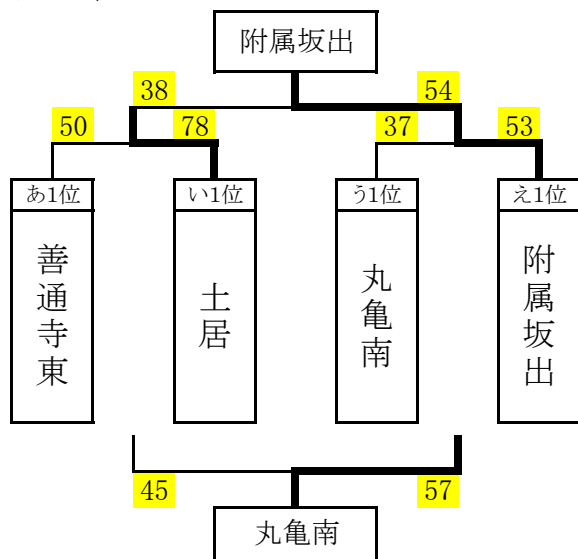 附属坂出
38 54
50 78 37 53
あ1位 い1位 う1位 え1位
善通寺東
土居
丸亀南
附属坂出
45 57
丸亀南